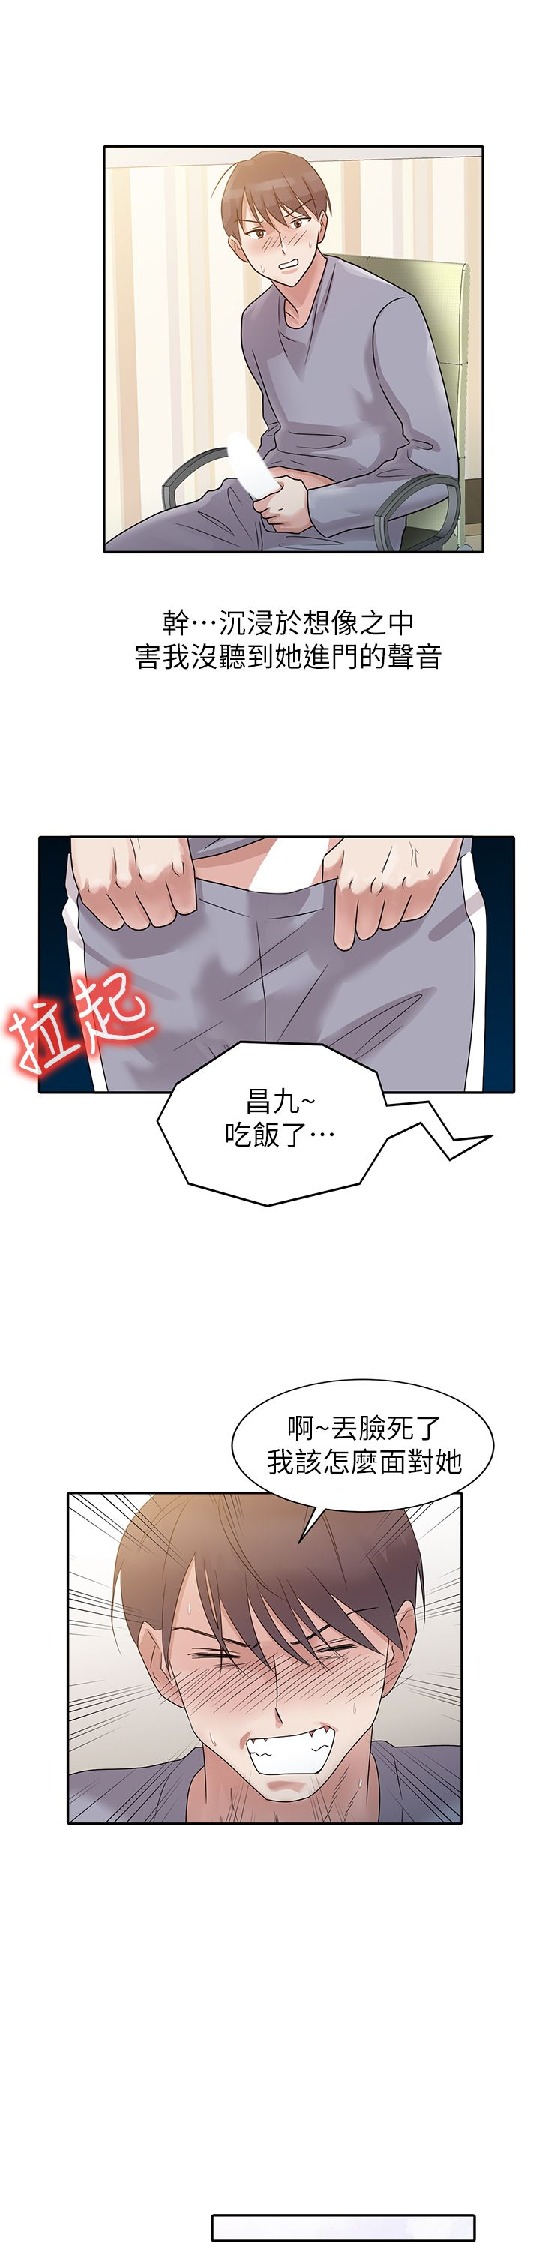 幹⋯沉浸於想像之中
害我沒聽到她進門的聲音
拉起
昌九~
吃飯了⋯
啊~丟臉死了
我該怎麼面對她